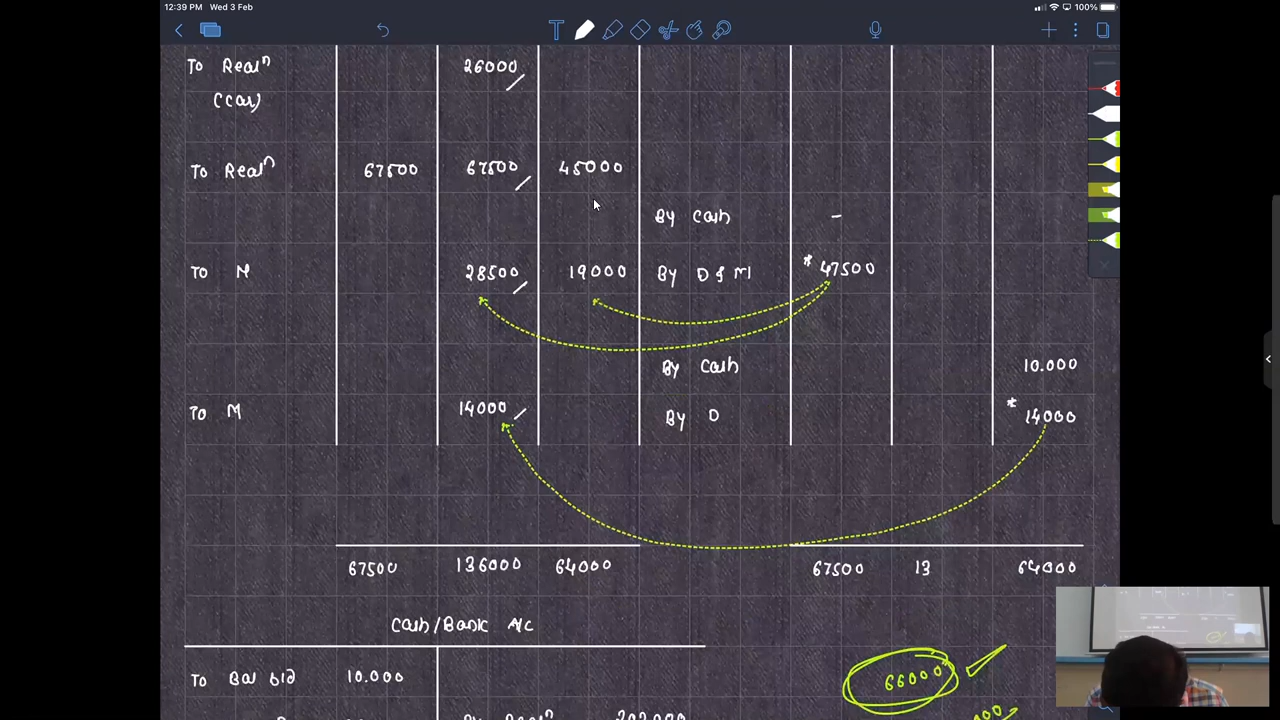 12:39 PM Wed 3 Feb 100%
To Realⁿ 26000
(car)
To Realⁿ 67500 67500 45000
By Cash -
To N 28500 19000 By D & M * 47500
By Cash 10.000
To M 14000 By D * 14000
67500 136000 64000 67500 13 64000
Cash/Bank A/C
66000
To Bal b/d 10.000